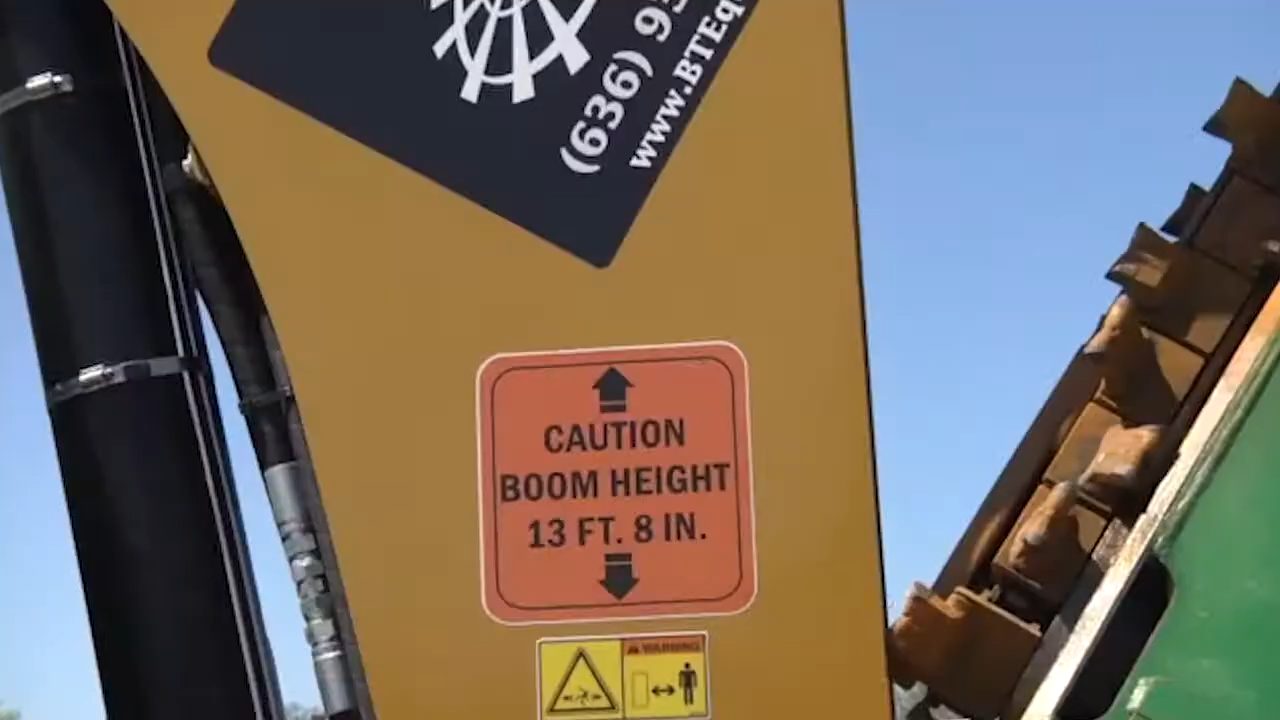 (636) 9
www.BTEq
CAUTION
BOOM HEIGHT
13 FT. 8 IN.
WARNING